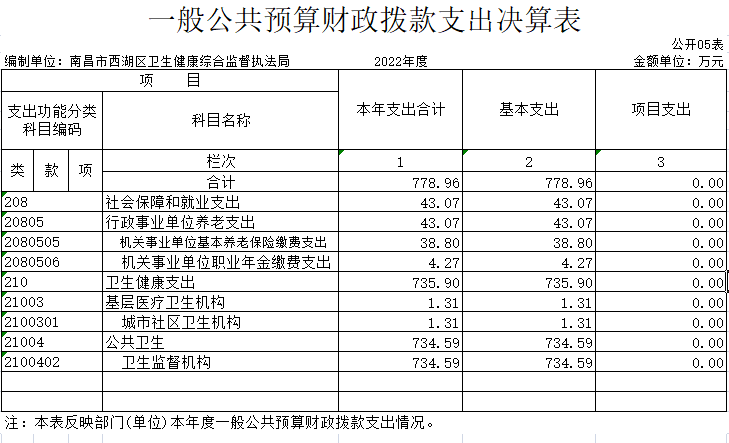 一般公共预算财政拨款支出决算表
公开05表
编制单位：南昌市西湖区卫生健康综合监督执法局 2022年度 金额单位：万元
项 目 本年支出合计 基本支出 项目支出
支出功能分类科目编码 科目名称
类 款 项 栏次 1 2 3
合计 778.96 778.96 0.00
208 社会保障和就业支出 43.07 43.07 0.00
20805 行政事业单位养老支出 43.07 43.07 0.00
2080505 机关事业单位基本养老保险缴费支出 38.80 38.80 0.00
2080506 机关事业单位职业年金缴费支出 4.27 4.27 0.00
210 卫生健康支出 735.90 735.90 0.00
21003 基层医疗卫生机构 1.31 1.31 0.00
2100301 城市社区卫生机构 1.31 1.31 0.00
21004 公共卫生 734.59 734.59 0.00
2100402 卫生监督机构 734.59 734.59 0.00
注：本表反映部门(单位)本年度一般公共预算财政拨款支出情况。